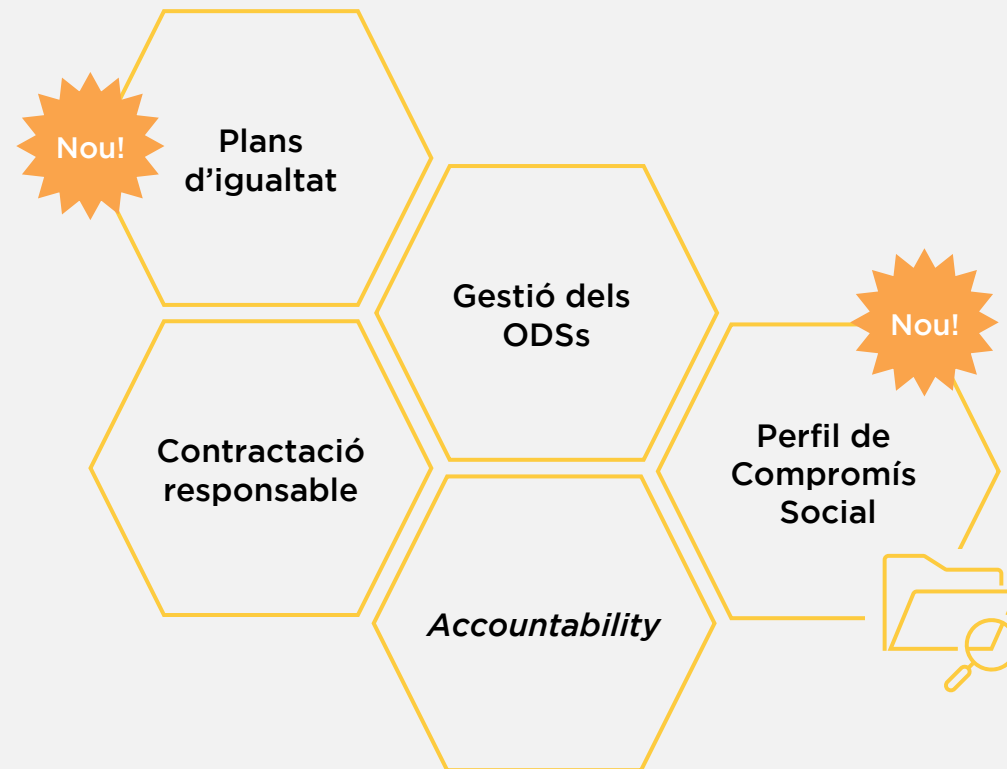 Nou!
Plans
d’igualtat
Gestió dels
ODSs
Nou!
Contractació
responsable
Perfil de
Compromís
Social
Accountability